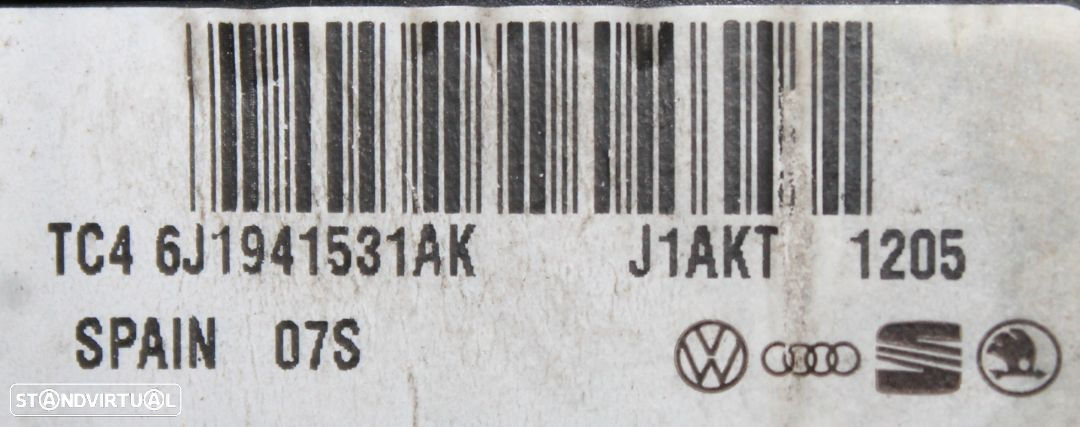 TC4 6J1941531AK J1AKT 1205
SPAIN 07S
STANDVIRTUAL